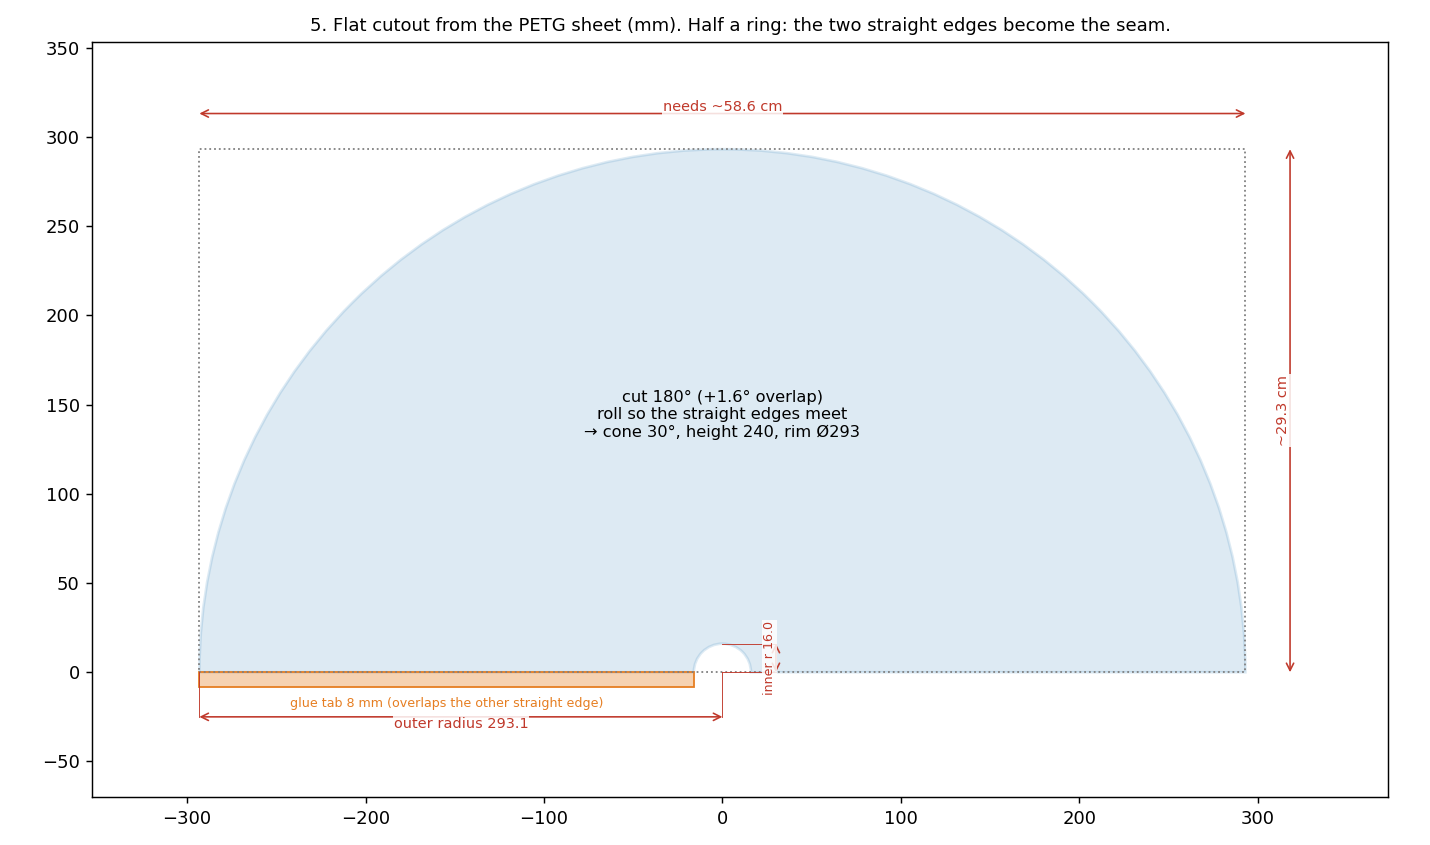 5. Flat cutout from the PETG sheet (mm). Half a ring: the two straight edges become the seam.
350
300
250
200
150
100
50
0
−50
needs ~58.6 cm
~29.3 cm
cut 180° (+1.6° overlap)
roll so the straight edges meet
→ cone 30°, height 240, rim Ø293
inner r 16.0
glue tab 8 mm (overlaps the other straight edge)
outer radius 293.1
−300
−200
−100
0
100
200
300